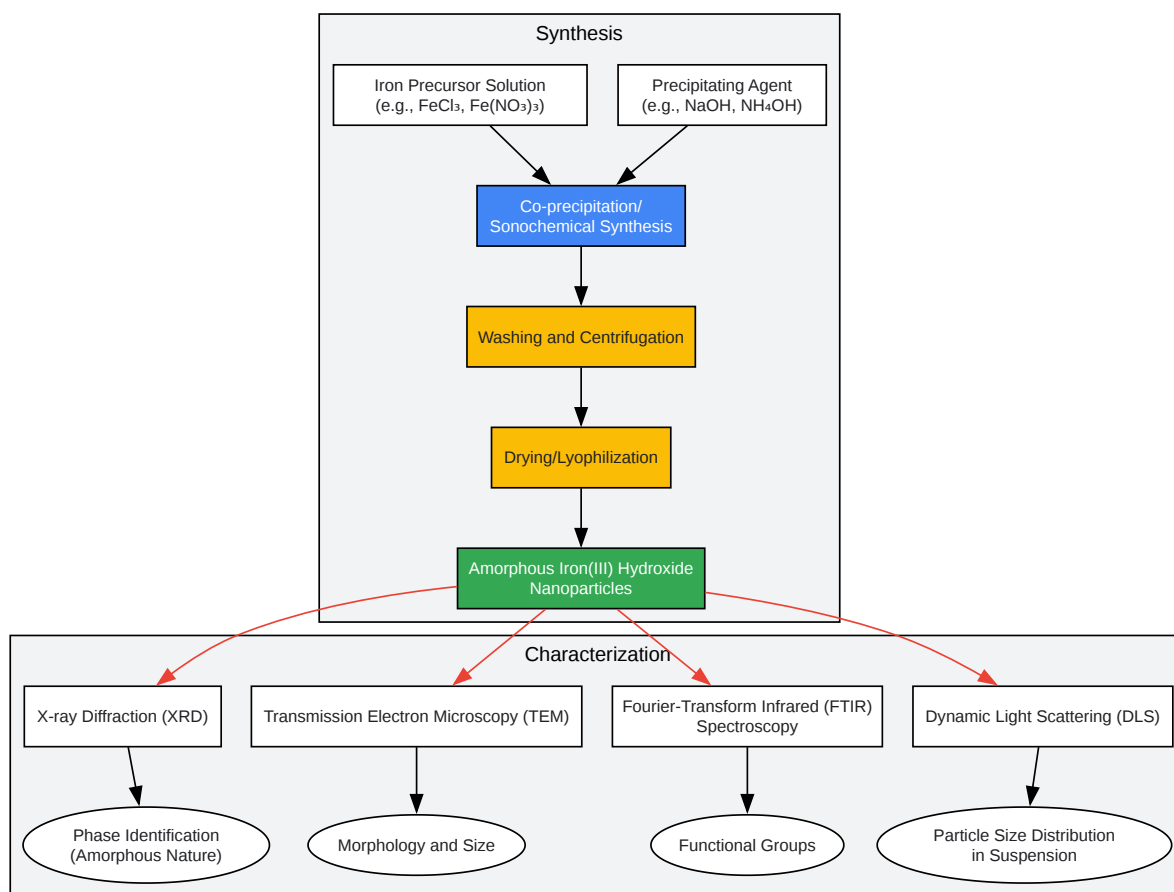 Synthesis
Iron Precursor Solution
(e.g., FeCl₃, Fe(NO₃)₃)
Precipitating Agent
(e.g., NaOH, NH₄OH)
Co-precipitation/
Sonochemical Synthesis
Washing and Centrifugation
Drying/Lyophilization
Amorphous Iron(III) Hydroxide
Nanoparticles
Characterization
X-ray Diffraction (XRD)
Transmission Electron Microscopy (TEM)
Fourier-Transform Infrared (FTIR)
Spectroscopy
Dynamic Light Scattering (DLS)
Phase Identification
(Amorphous Nature)
Morphology and Size
Functional Groups
Particle Size Distribution
in Suspension